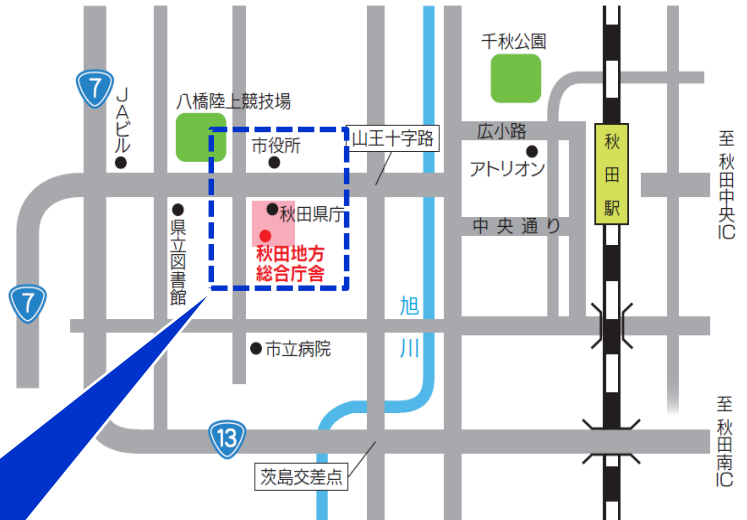 千秋公園
7
JAビル
八橋陸上競技場
市役所
山王十字路
広小路
アトリオン
秋田駅
至 秋田中央IC
秋田県庁
県立図書館
中央通り
秋田地方
総合庁舎
7
旭川
市立病院
13
茨島交差点
至 秋田南IC